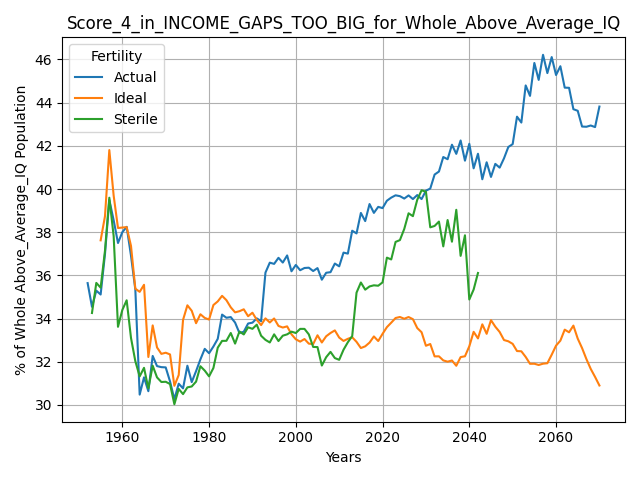 Score_4_in_INCOME_GAPS_TOO_BIG_for_Whole_Above_Average_IQ
Fertility
Actual
Ideal
Sterile
% of Whole Above_Average_IQ Population
46
44
42
40
38
36
34
32
30
1960
1980
2000
2020
2040
2060
Years